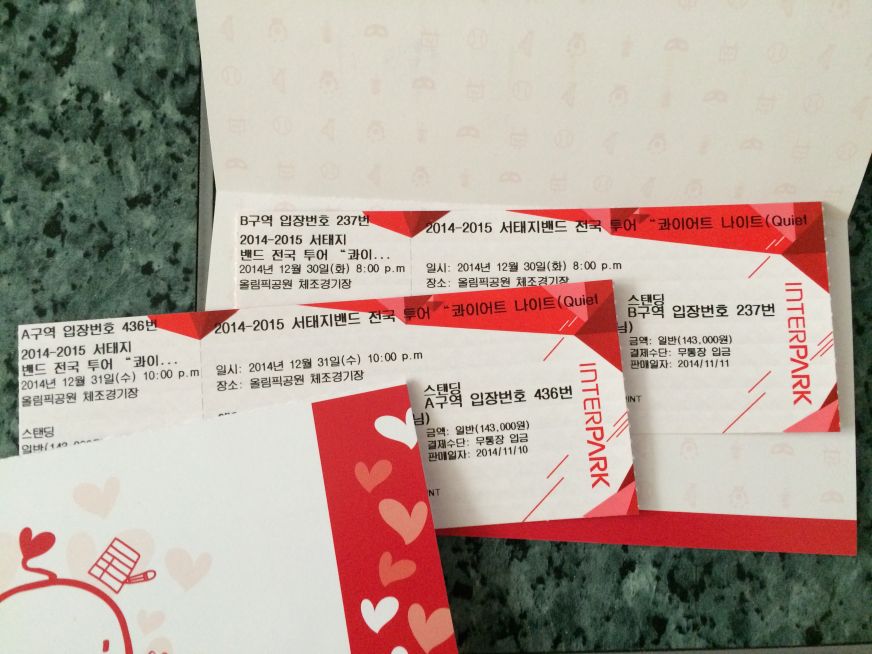 B구역 입장번호 237번
2014-2015 서태지
밴드 전국 투어 “콰이...
2014년 12월 30일(화) 8:00 p.m
올림픽공원 체조경기장
2014-2015 서태지밴드 전국 투어 “콰이어트 나이트(Quiet
일시: 2014년 12월 30일(화) 8:00 p.m
장소: 올림픽공원 체조경기장
스탠딩
B구역 입장번호 237번
님)
금액: 일반(143,000원)
결제수단: 무통장 입금
판매일자: 2014/11/11
INTERPARK
A구역 입장번호 436번
2014-2015 서태지
밴드 전국 투어 “콰이...
2014년 12월 31일(수) 10:00 p.m
올림픽공원 체조경기장
스탠딩
일반(143,000원)
2014-2015 서태지밴드 전국 투어 “콰이어트 나이트(Quiet
일시: 2014년 12월 31일(수) 10:00 p.m
장소: 올림픽공원 체조경기장
스탠딩
A구역 입장번호 436번
님)
금액: 일반(143,000원)
결제수단: 무통장 입금
판매일자: 2014/11/10
INTERPARK